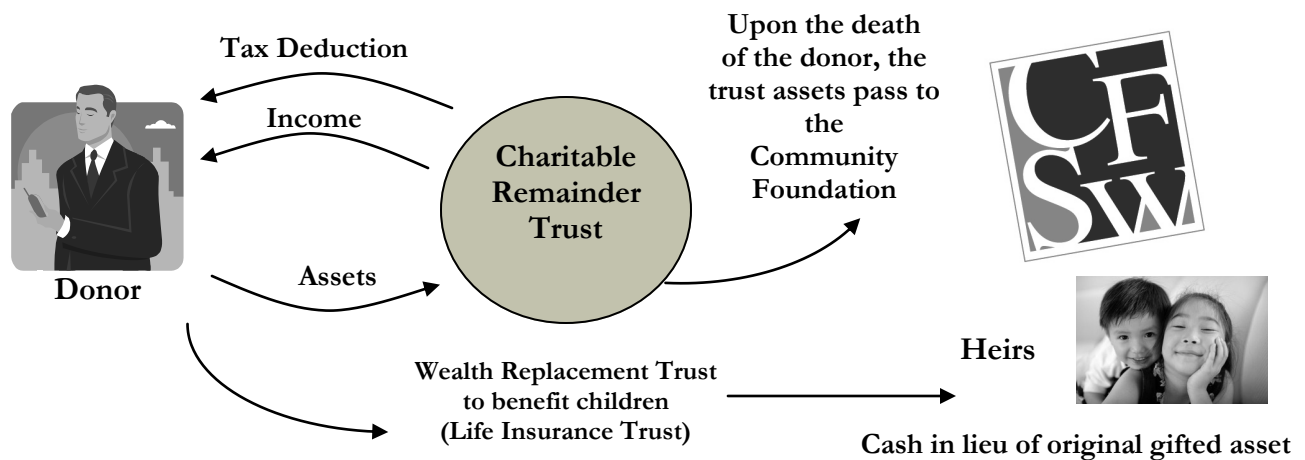 Tax Deduction
Income
Assets
Donor
Charitable
Remainder
Trust
Upon the death
of the donor, the
trust assets pass to
the
Community
Foundation
CF
SW
Wealth Replacement Trust
to benefit children
(Life Insurance Trust)
Heirs
Cash in lieu of original gifted asset